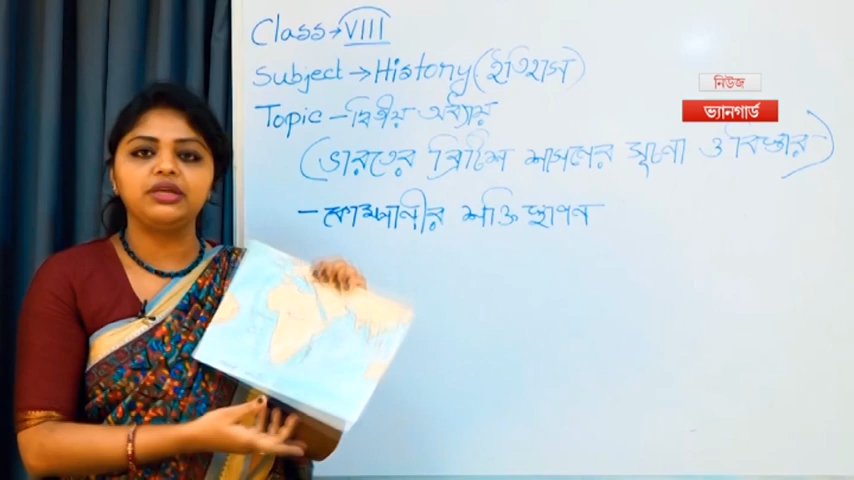 Class → VIII
Subject → History (ইতিহাস)
Topic - দ্বিতীয় অধ্যায়
(ভারতের ব্রিটিশ শাসনের সূচনা ও বিস্তার)
- কোম্পানীর শক্তি স্থাপন
নিউজ
ভ্যানগার্ড